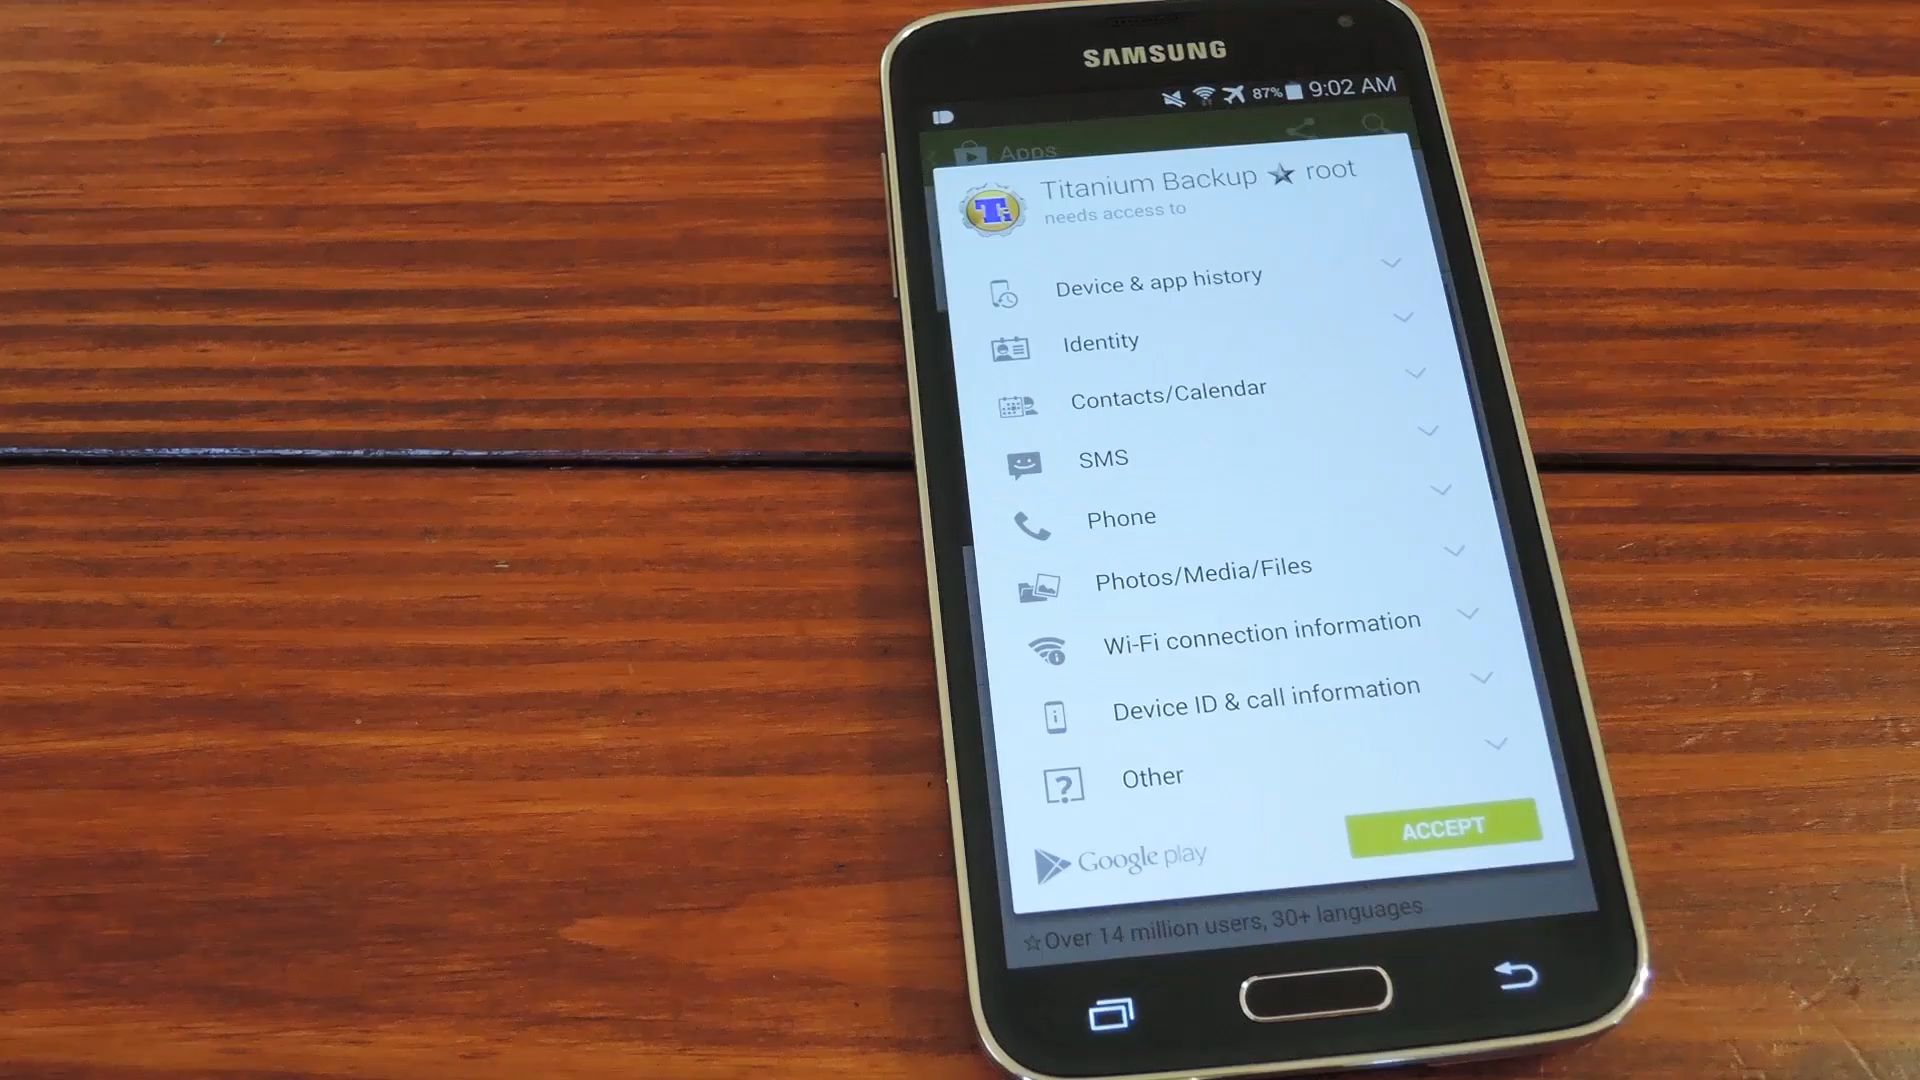 SAMSUNG
87% 9:02 AM
Apps
Titanium Backup ★ root
needs access to
Device & app history
Identity
Contacts/Calendar
SMS
Phone
Photos/Media/Files
Wi-Fi connection information
Device ID & call information
Other
Google play
ACCEPT
☆Over 14 million users, 30+ languages